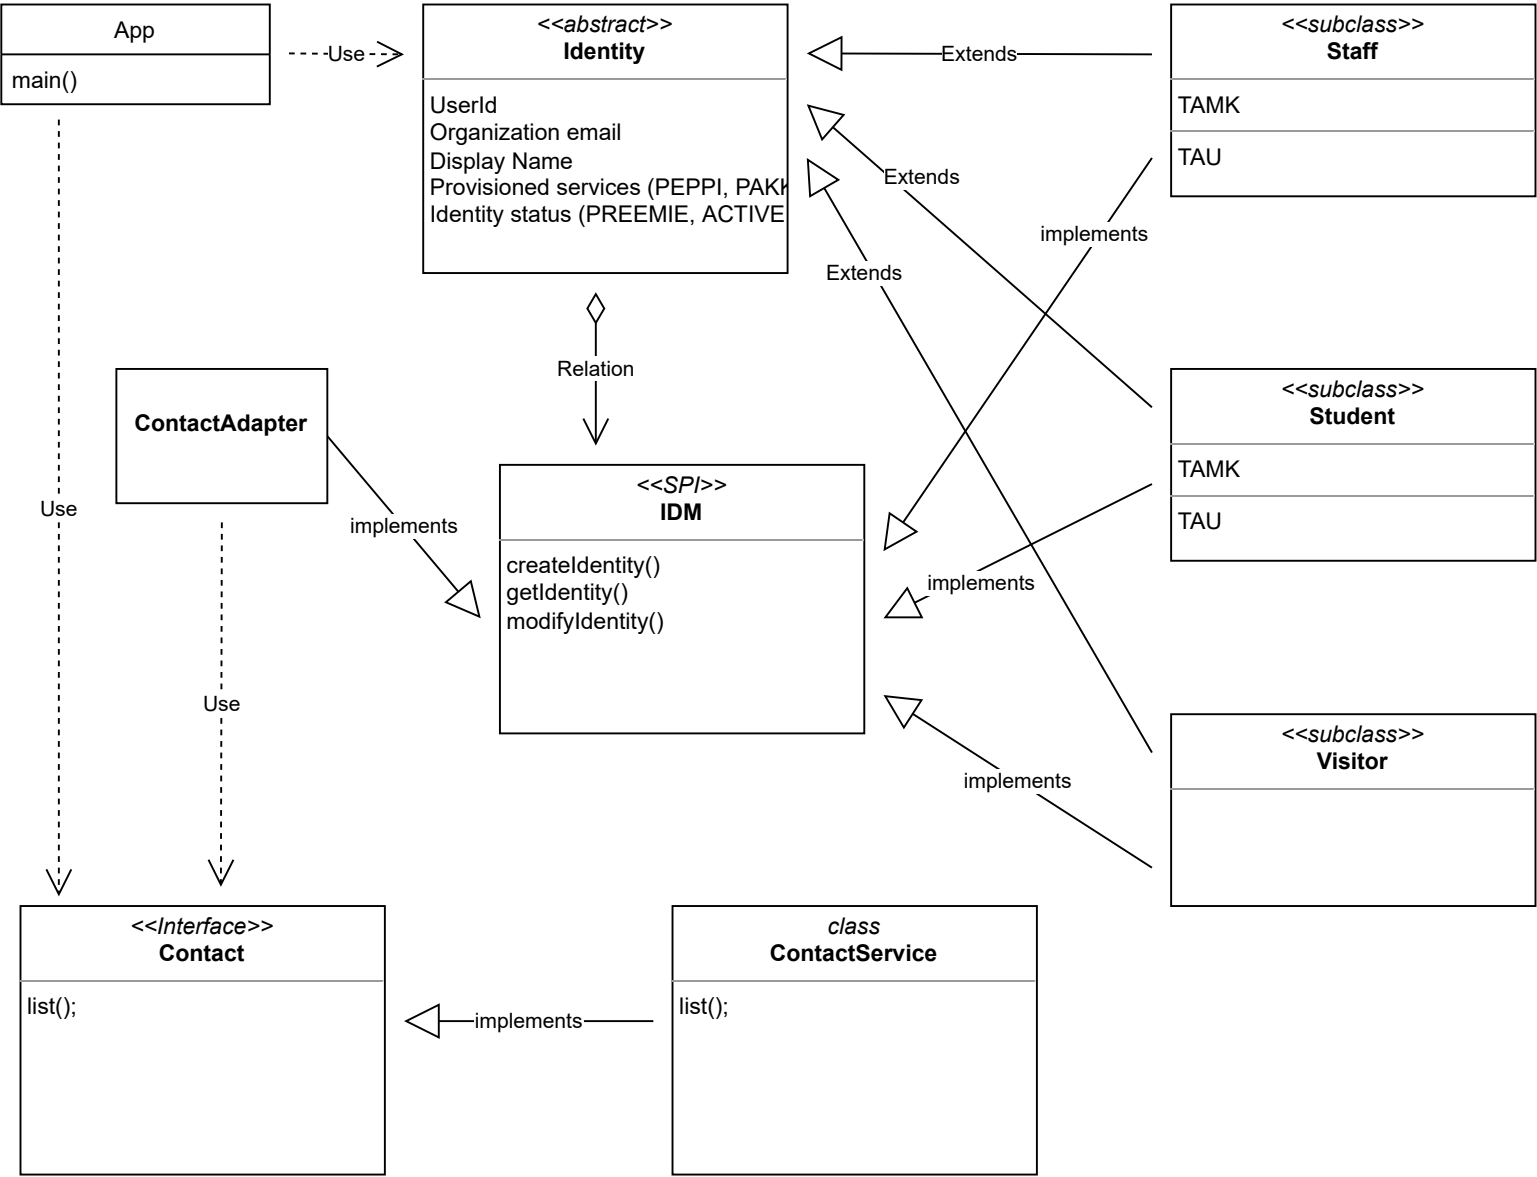 App
main()
Use
<<abstract>>
Identity
UserId
Organization email
Display Name
Provisioned services (PEPPI,
Identity status (PREEMIE, ACTIVE
Extends
<<subclass>>
Staff
TAMK
TAU
Extends
implements
Extends
Relation
ContactAdapter
<<subclass>>
Student
TAMK
TAU
Use
implements
<<SPI>>
IDM
createIdentity()
getIdentity()
modifyIdentity()
implements
Use
<<subclass>>
Visitor
implements
<<Interface>>
Contact
list();
implements
class
ContactService
list();